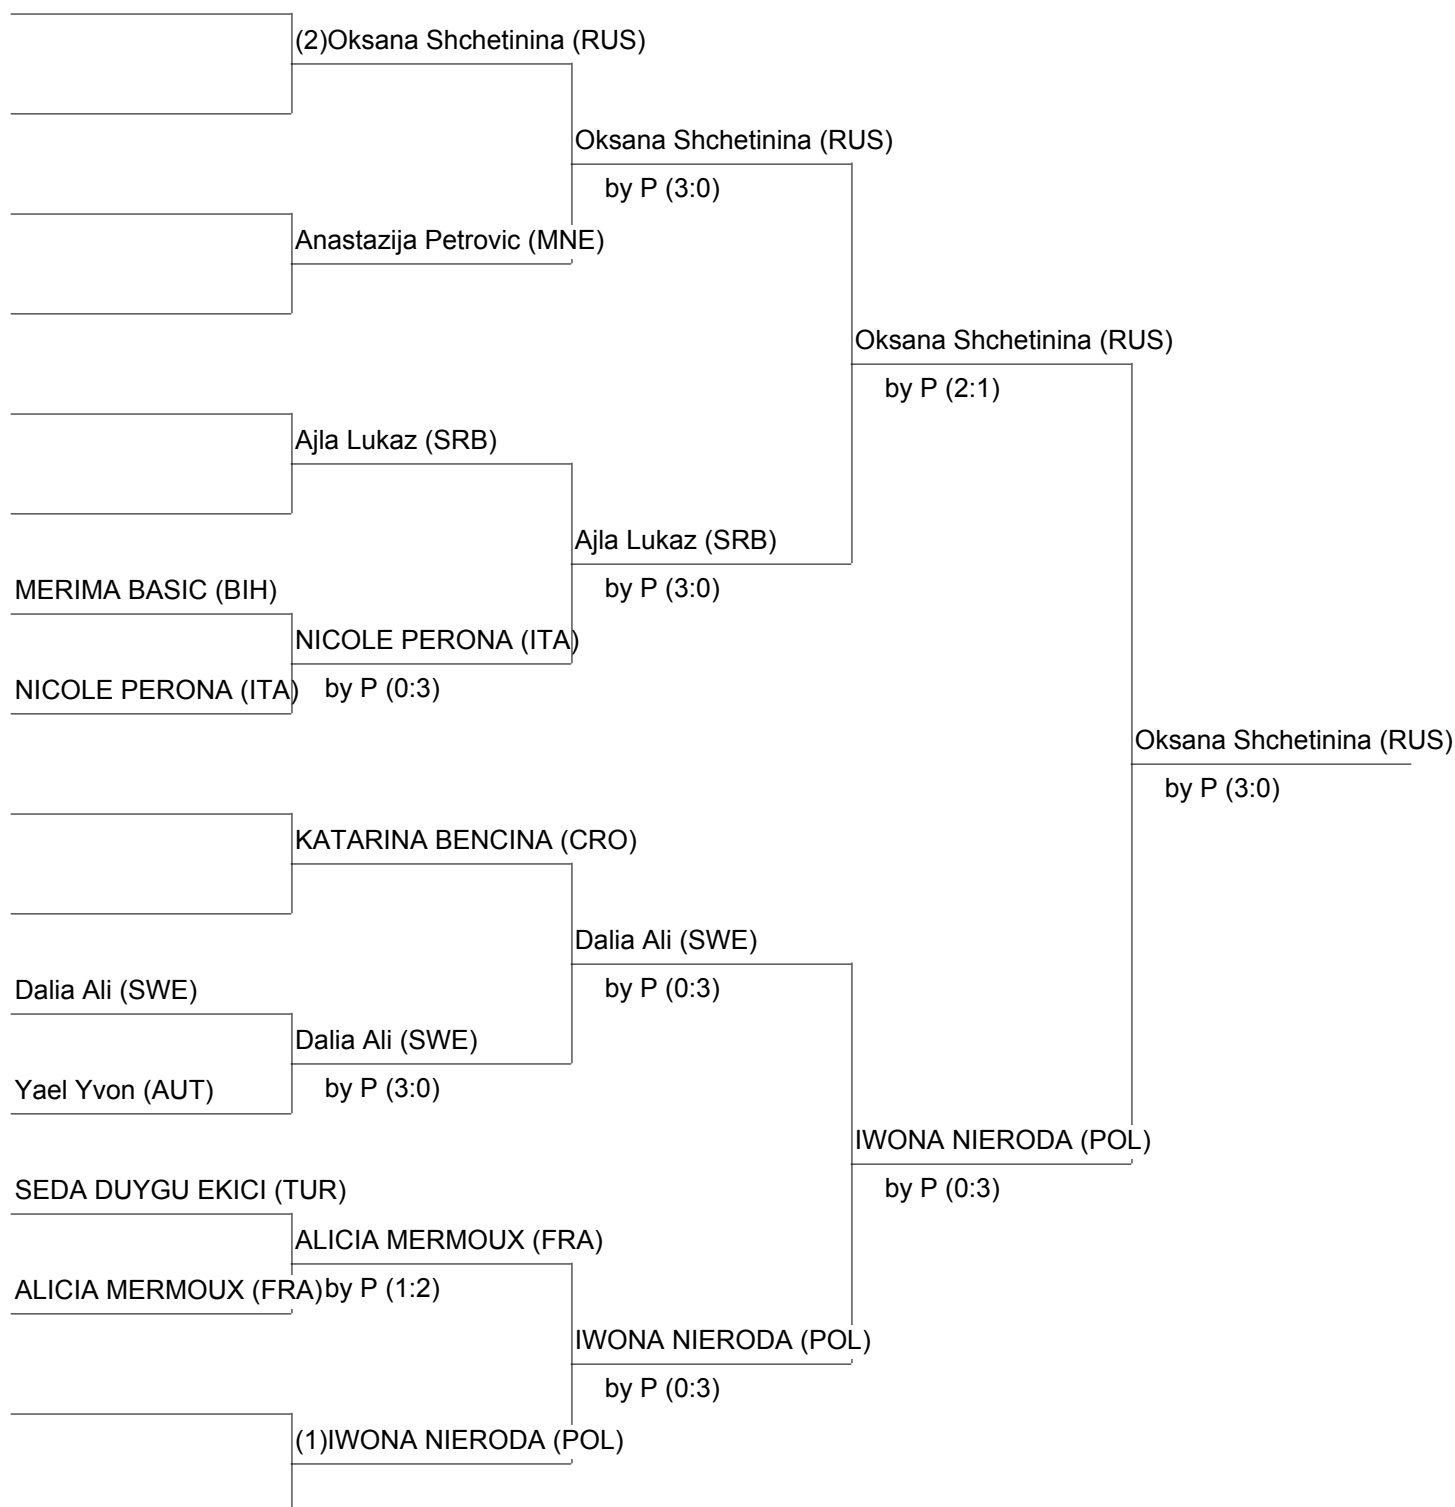 (2)Oksana Shchetinina (RUS)
Oksana Shchetinina (RUS)
by P (3:0)
Anastazija Petrovic (MNE)
Oksana Shchetinina (RUS)
by P (2:1)
Ajla Lukaz (SRB)
Ajla Lukaz (SRB)
by P (3:0)
MERIMA BASIC (BIH)
NICOLE PERONA (ITA)
NICOLE PERONA (ITA)
by P (0:3)
Oksana Shchetinina (RUS)
by P (3:0)
KATARINA BENCINA (CRO)
Dalia Ali (SWE)
by P (0:3)
Dalia Ali (SWE)
Dalia Ali (SWE)
by P (3:0)
Yael Yvon (AUT)
IWONA NIERODA (POL)
by P (0:3)
SEDA DUYGU EKICI (TUR)
ALICIA MERMOUX (FRA)
ALICIA MERMOUX (FRA)
by P (1:2)
IWONA NIERODA (POL)
by P (0:3)
(1)IWONA NIERODA (POL)